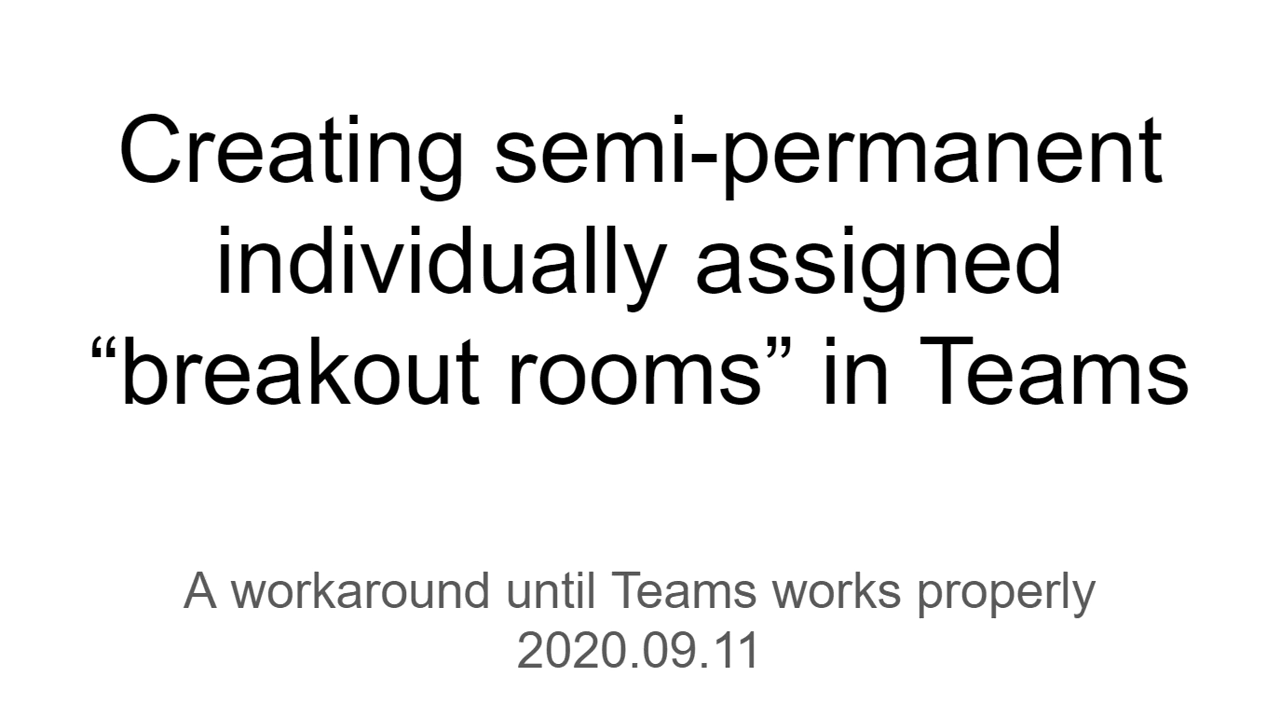 Creating semi-permanent
individually assigned
“breakout rooms” in Teams
A workaround until Teams works properly
2020.09.11